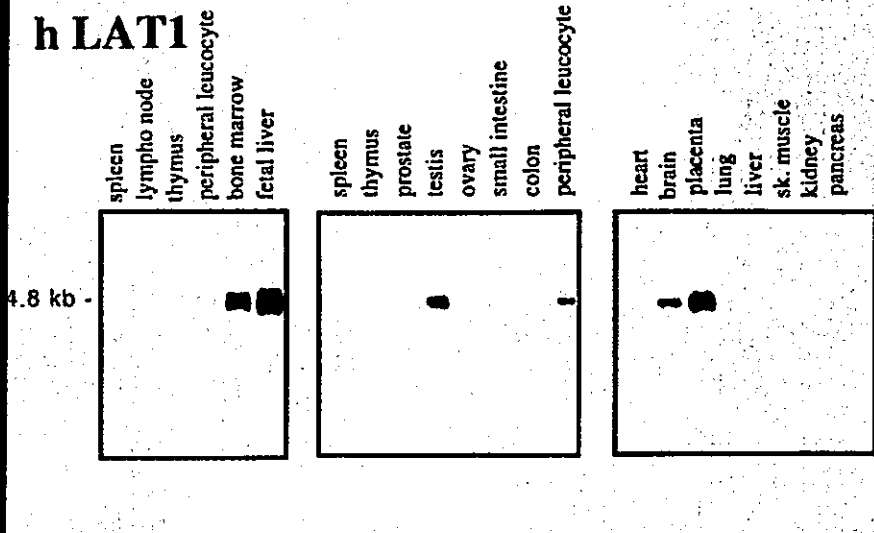 h LAT1
spleen
lympho node
thymus
peripheral leucocyte
bone marrow
fetal liver
spleen
thymus
prostate
testis
ovary
small intestine
colon
peripheral leucocyte
heart
brain
placenta
lung
liver
sk. muscle
kidney
pancreas
4.8 kb -